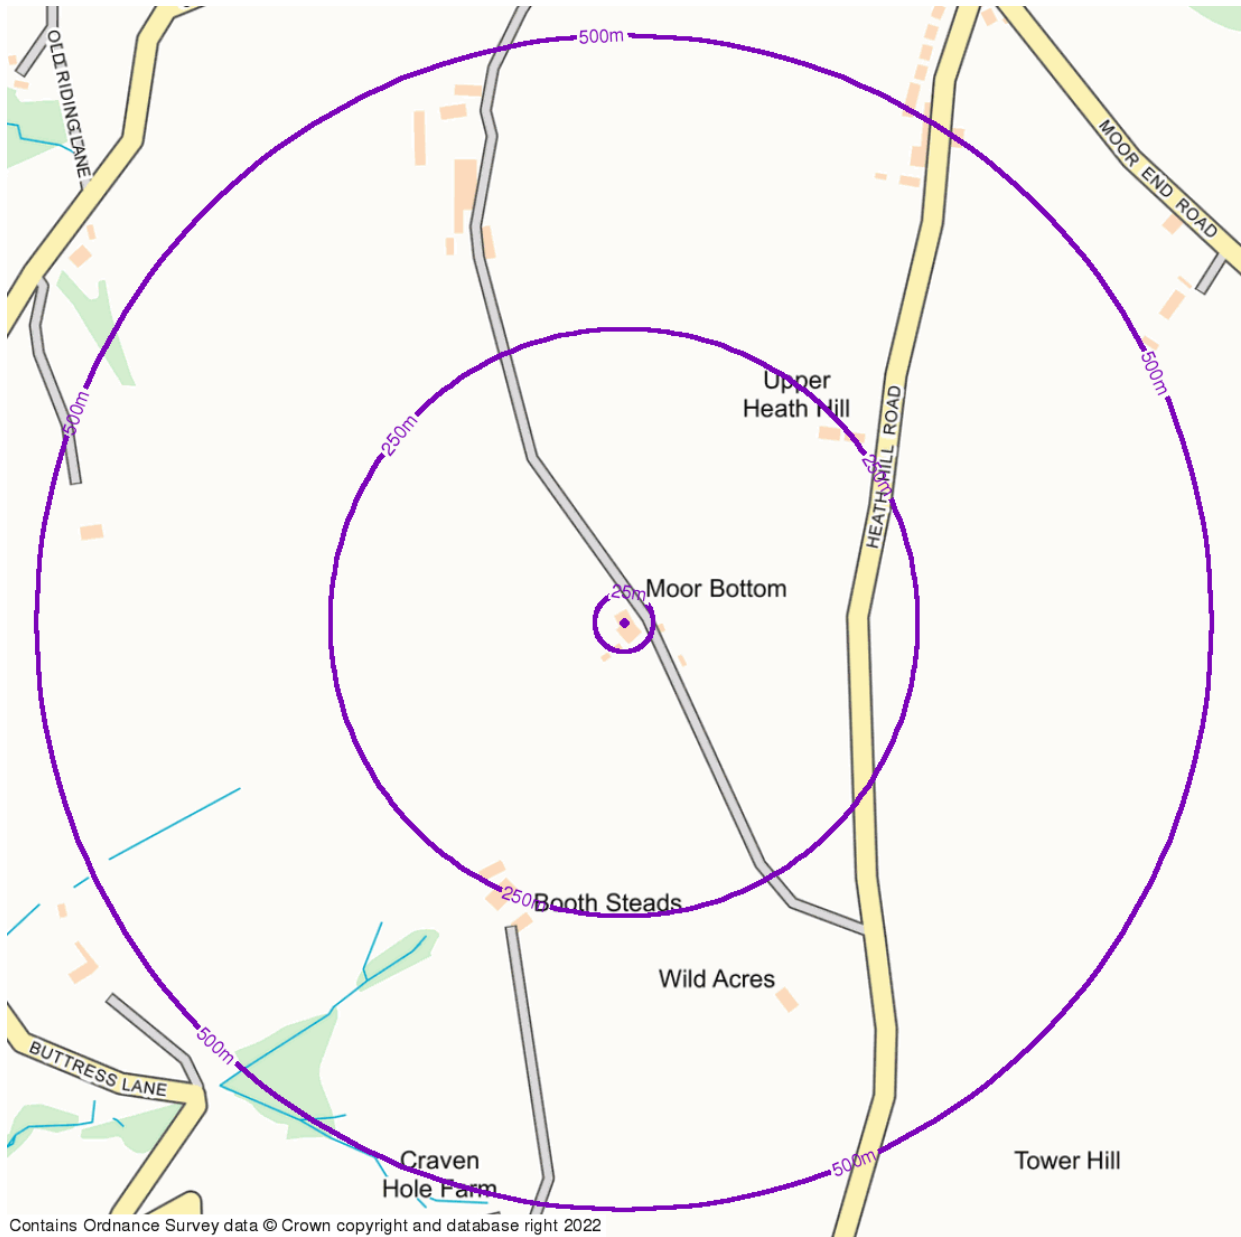 500m
OLD RIDING LANE
MOOR END ROAD
500m
Upper
Heath Hill
500m
250m
HEATH HILL ROAD
250m
25m
Moor Bottom
250m
Booth Steads
Wild Acres
500m
BUTTRESS LANE
Craven
Hole Farm
500m
Tower Hill
Contains Ordnance Survey data © Crown copyright and database right 2022